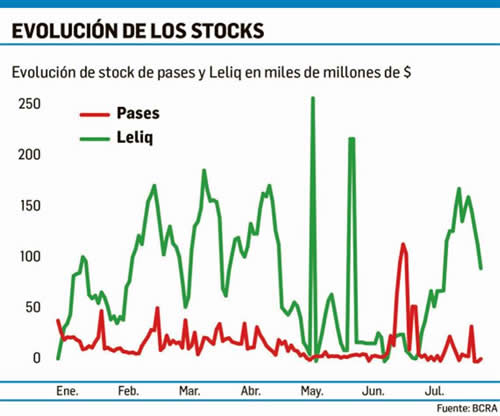 EVOLUCIÓN DE LOS STOCKS
Evolución de stock de pases y Leliq en miles de millones de $
250
200
150
100
50
0
Pases
Leliq
Ene. Feb. Mar. Abr. May. Jun. Jul.
Fuente: BCRA